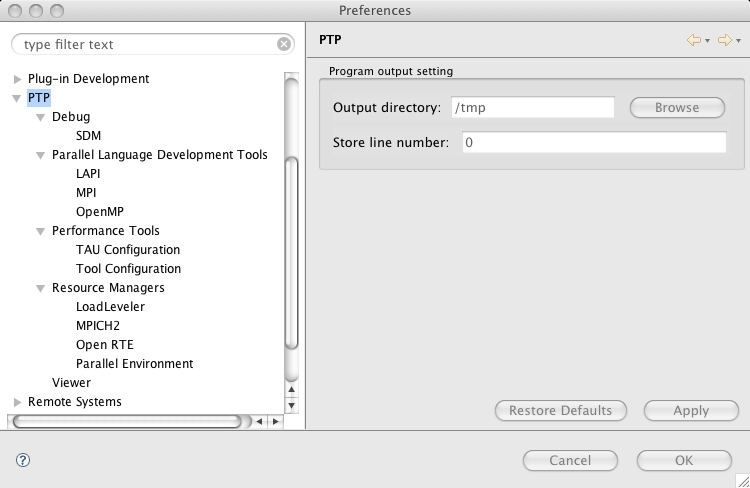 Preferences
type filter text
Plug-in Development
PTP
Debug
SDM
Parallel Language Development Tools
LAPI
MPI
OpenMP
Performance Tools
TAU Configuration
Tool Configuration
Resource Managers
LoadLeveler
MPICH2
Open RTE
Parallel Environment
Viewer
Remote Systems
PTP
Program output setting
Output directory: /tmp Browse
Store line number: 0
Restore Defaults Apply
? Cancel OK